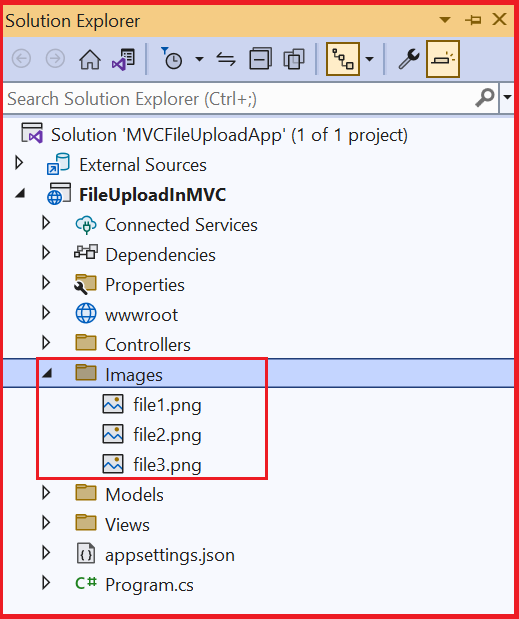 Solution Explorer
Search Solution Explorer (Ctrl+;)
Solution 'MVCFileUploadApp' (1 of 1 project)
External Sources
FileUploadInMVC
Connected Services
Dependencies
Properties
wwwroot
Controllers
Images
file1.png
file2.png
file3.png
Models
Views
appsettings.json
C# Program.cs